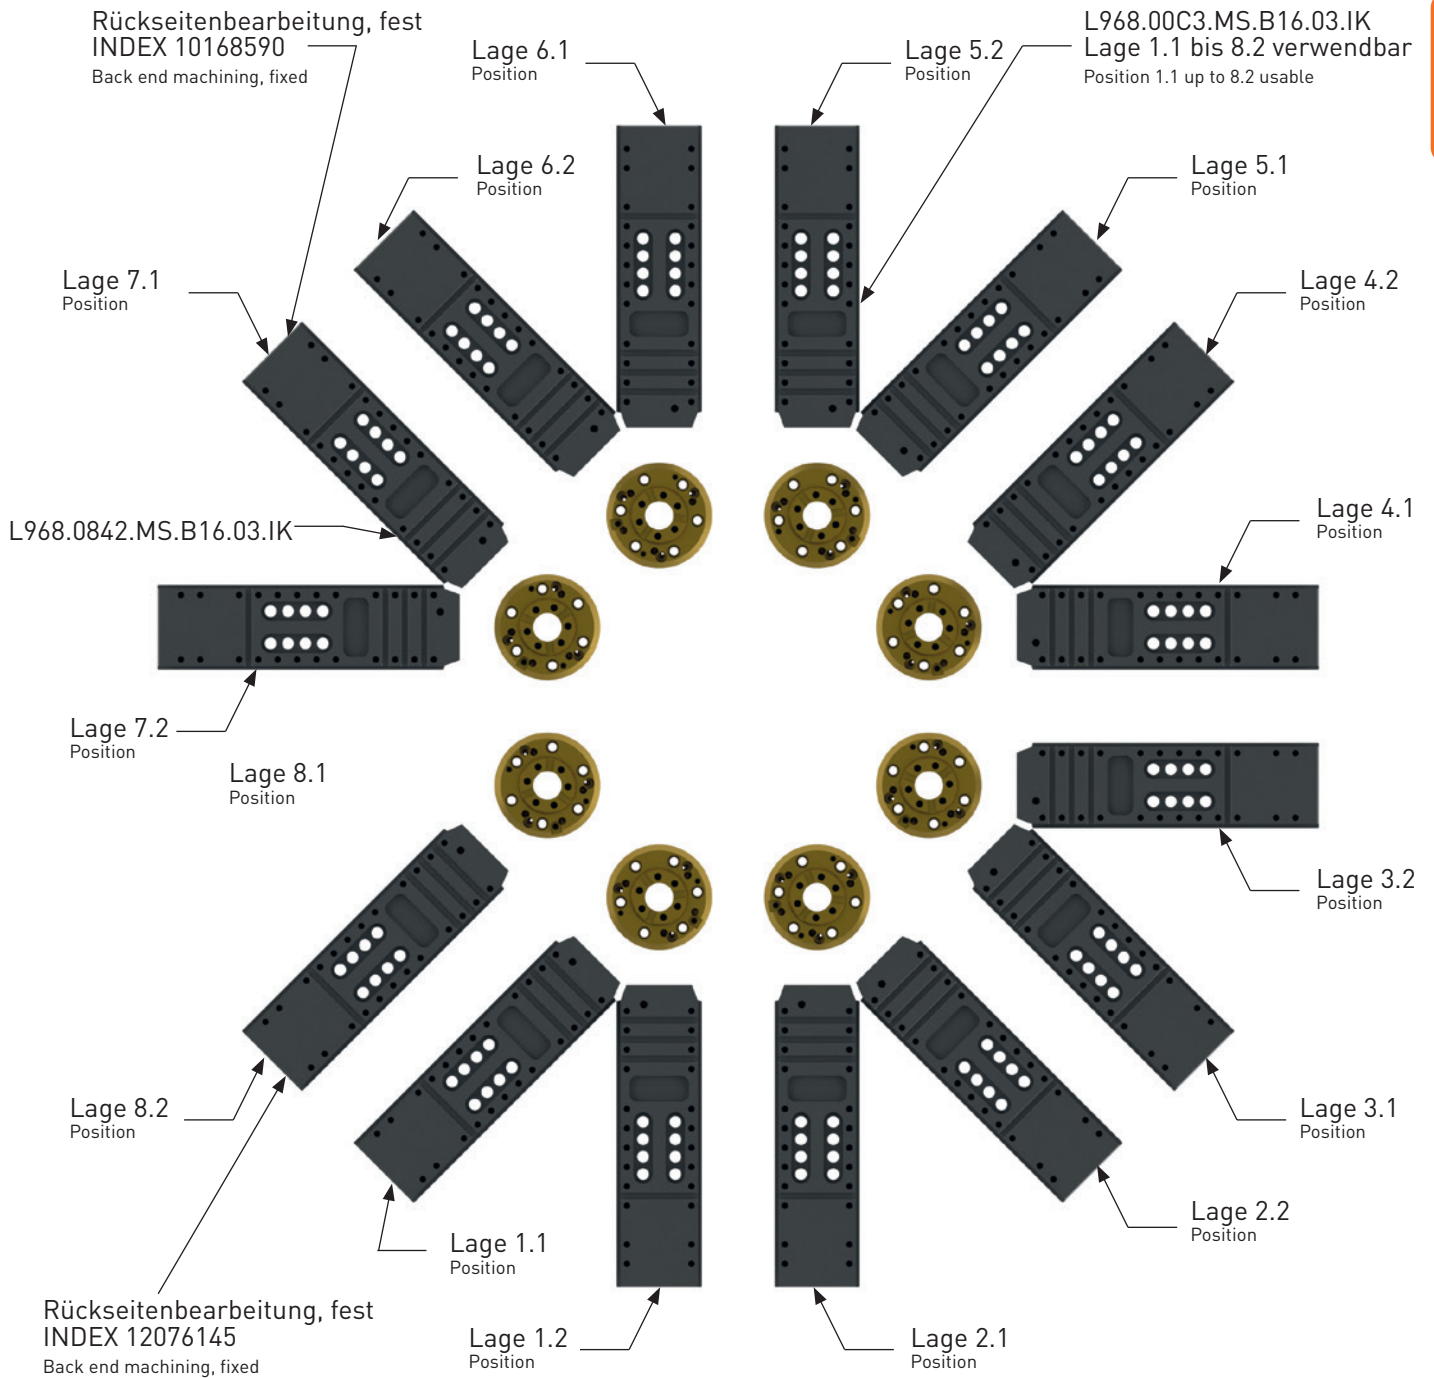 Rückseitenbearbeitung, fest
INDEX 10168590
Back end machining, fixed
Lage 6.1
Position
Lage 5.2
Position
L968.00C3.MS.B16.03.IK
Lage 1.1 bis 8.2 verwendbar
Position 1.1 up to 8.2 usable
Lage 6.2
Position
Lage 5.1
Position
Lage 7.1
Position
Lage 4.2
Position
L968.0842.MS.B16.03.IK
Lage 4.1
Position
Lage 7.2
Position
Lage 8.1
Position
Lage 3.2
Position
Lage 8.2
Position
Lage 3.1
Position
Lage 1.1
Position
Lage 2.2
Position
Rückseitenbearbeitung, fest
INDEX 12076145
Back end machining, fixed
Lage 1.2
Position
Lage 2.1
Position